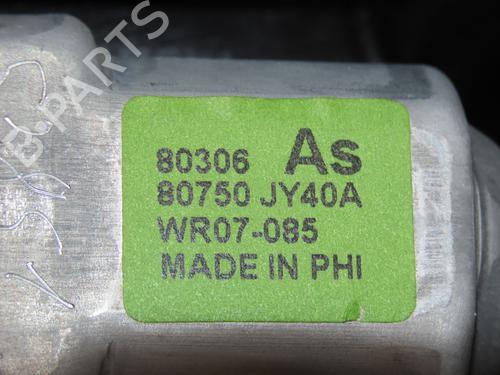 B-PARTS
80306 As
80750 JY40A
WR07-085
MADE IN PHI